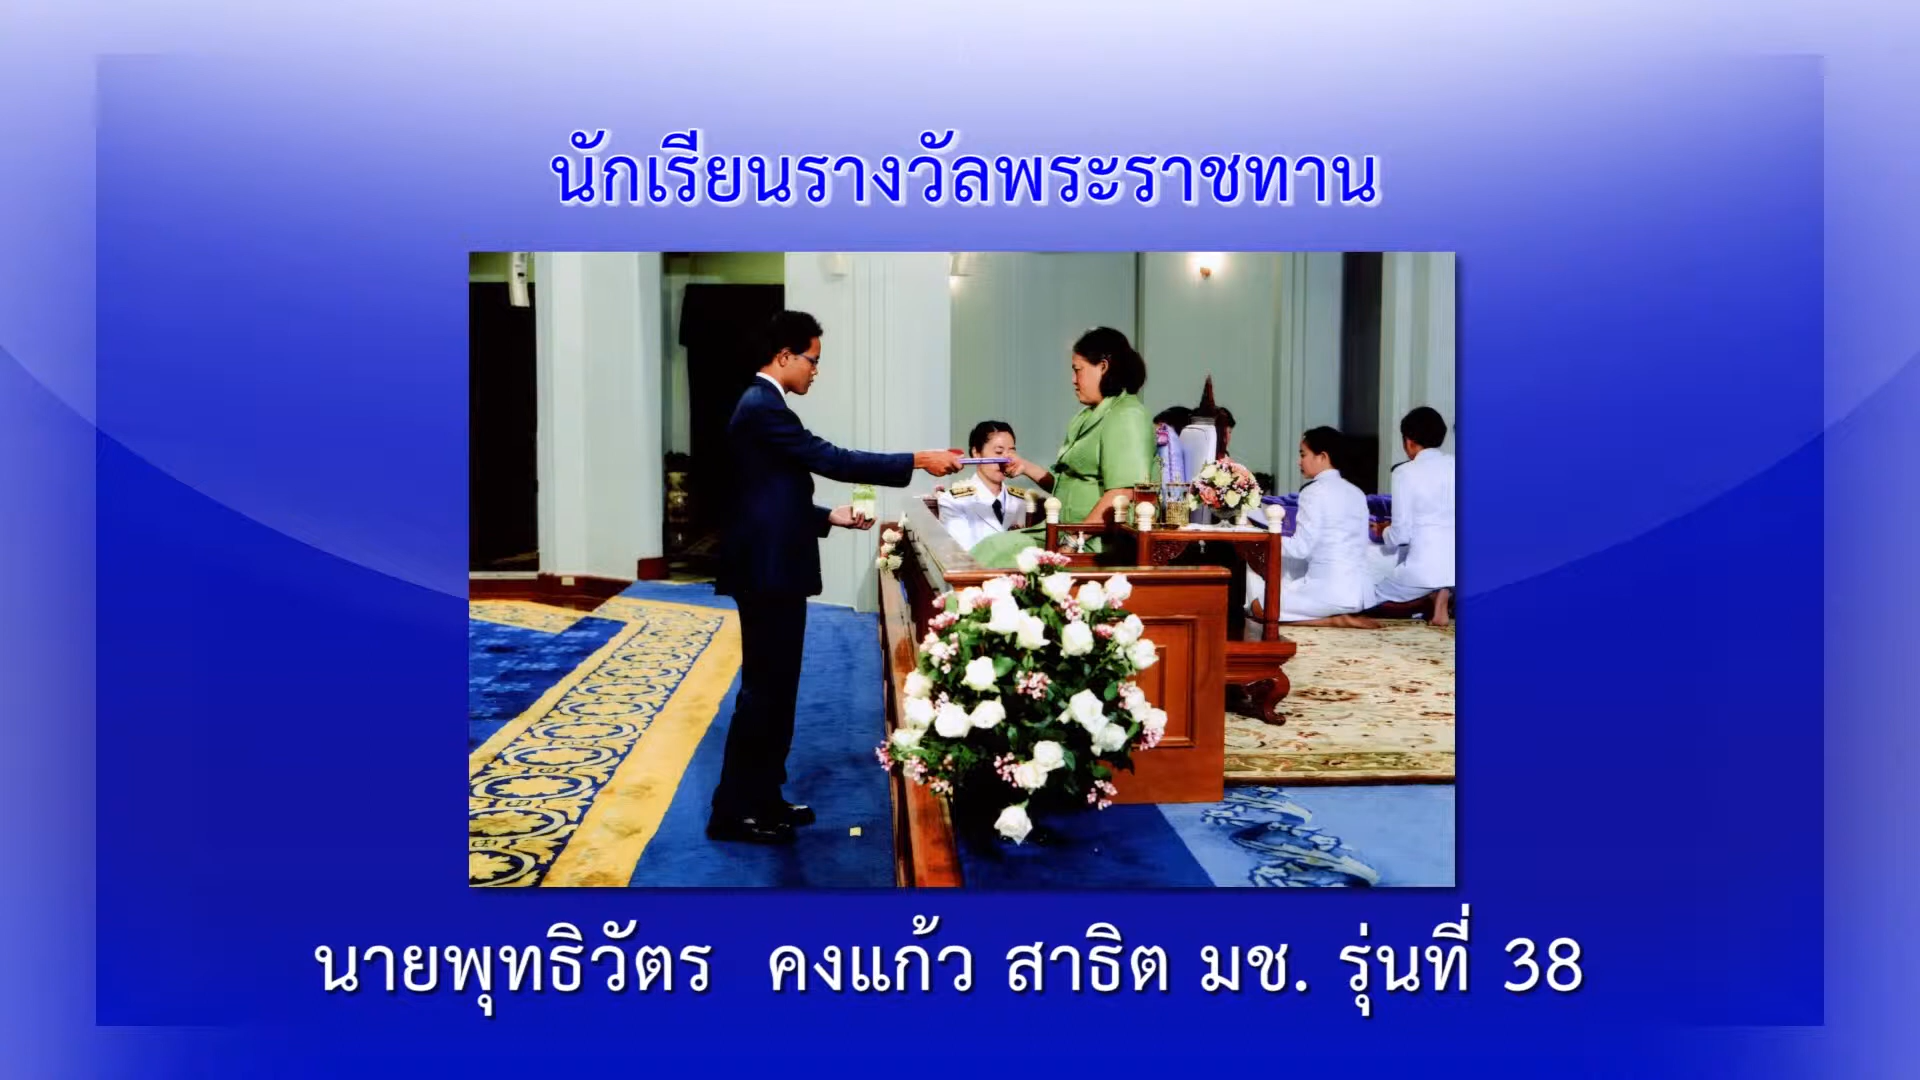 นักเรียนรางวัลพระราชทาน
นายพุทธิวัตร คงแก้ว สาธิต มช. รุ่นที่ 38